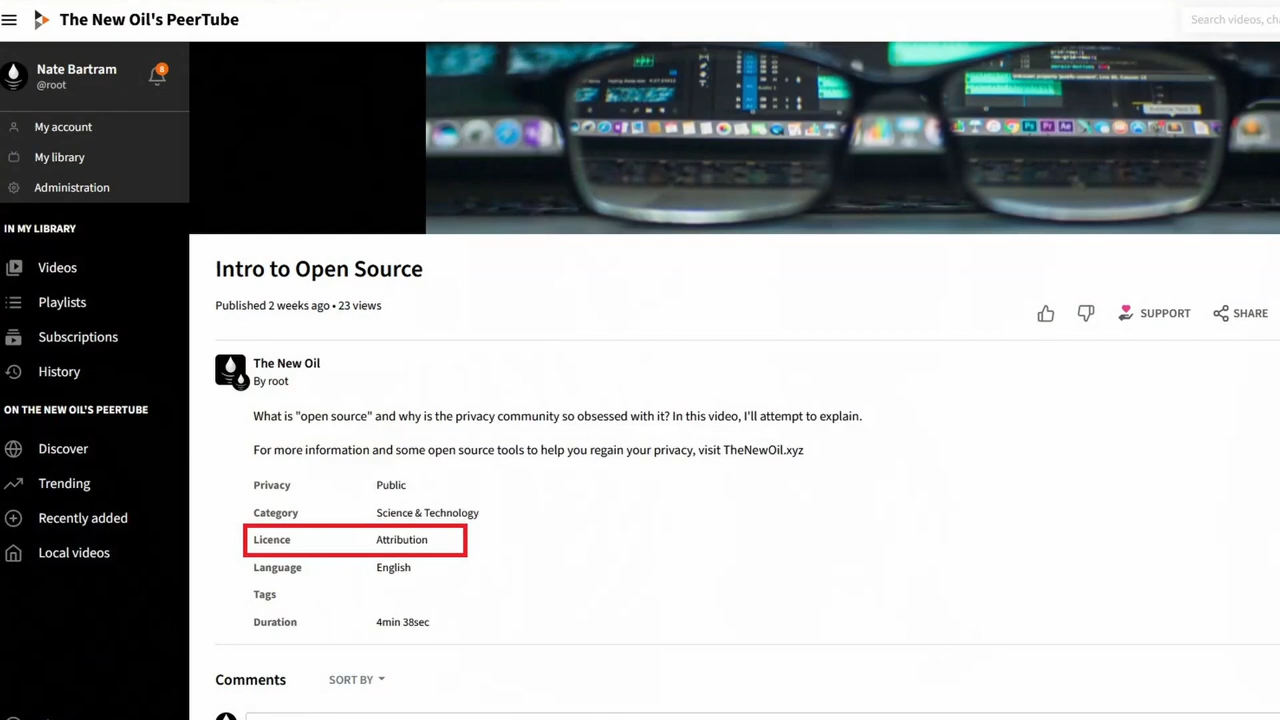 The New Oil's PeerTube
Search videos, cha
Nate Bartram
8
@root
My account
My library
Administration
IN MY LIBRARY
Videos
Playlists
Subscriptions
History
ON THE NEW OIL'S PEERTUBE
Discover
Trending
Recently added
Local videos
Intro to Open Source
Published 2 weeks ago • 23 views
SUPPORT
SHARE
The New Oil
By root
What is "open source" and why is the privacy community so obsessed with it? In this video, I'll attempt to explain.
For more information and some open source tools to help you regain your privacy, visit TheNewOil.xyz
Privacy Public
Category Science & Technology
Licence Attribution
Language English
Tags
Duration 4min 38sec
Comments SORT BY